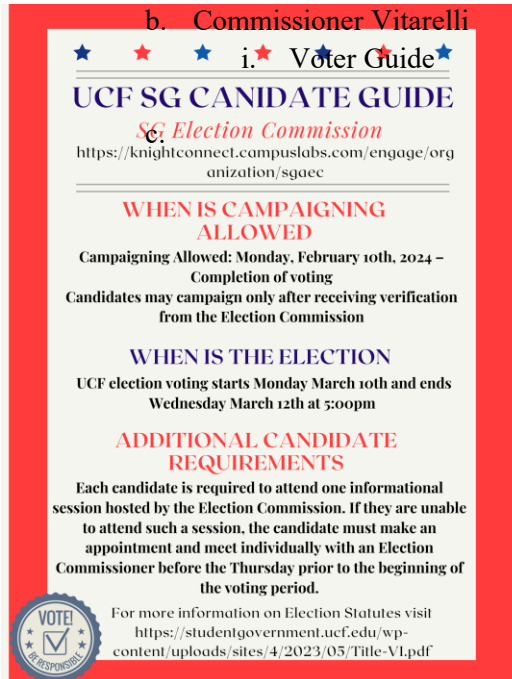 b. Commissioner Vitarelli
i. Voter Guide
UCF SG CANIDATE GUIDE
c.
SG Election Commission
https://knightconnect.campuslabs.com/engage/org
anization/sgaec
WHEN IS CAMPAIGNING
ALLOWED
Campaigning Allowed: Monday, February 10th, 2024 –
Completion of voting
Candidates may campaign only after receiving verification
from the Election Commission
WHEN IS THE ELECTION
UCF election voting starts Monday March 10th and ends
Wednesday March 12th at 5:00pm
ADDITIONAL CANDIDATE
REQUIREMENTS
Each candidate is required to attend one informational
session hosted by the Election Commission. If they are unable
to attend such a session, the candidate must make an
appointment and meet individually with an Election
Commissioner before the Thursday prior to the beginning of
the voting period.
For more information on Election Statutes visit
https://studentgovernment.ucf.edu/wp-
content/uploads/sites/4/2023/05/Title-VI.pdf
VOTE!
BE RESPONSIBLE